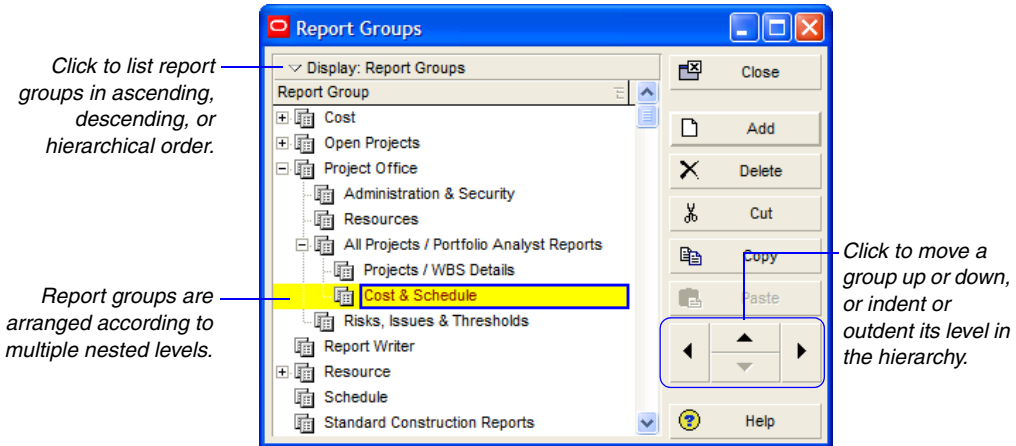 Report Groups
Click to list report
groups in ascending,
descending, or
hierarchical order.
Display: Report Groups
Report Group
Cost
Open Projects
Project Office
Administration & Security
Resources
All Projects / Portfolio Analyst Reports
Projects / WBS Details
Cost & Schedule
Risks, Issues & Thresholds
Report Writer
Resource
Schedule
Standard Construction Reports
Report groups are
arranged according to
multiple nested levels.
Close
Add
Delete
Cut
Copy
Paste
Help
Click to move a
group up or down,
or indent or
outdent its level in
the hierarchy.